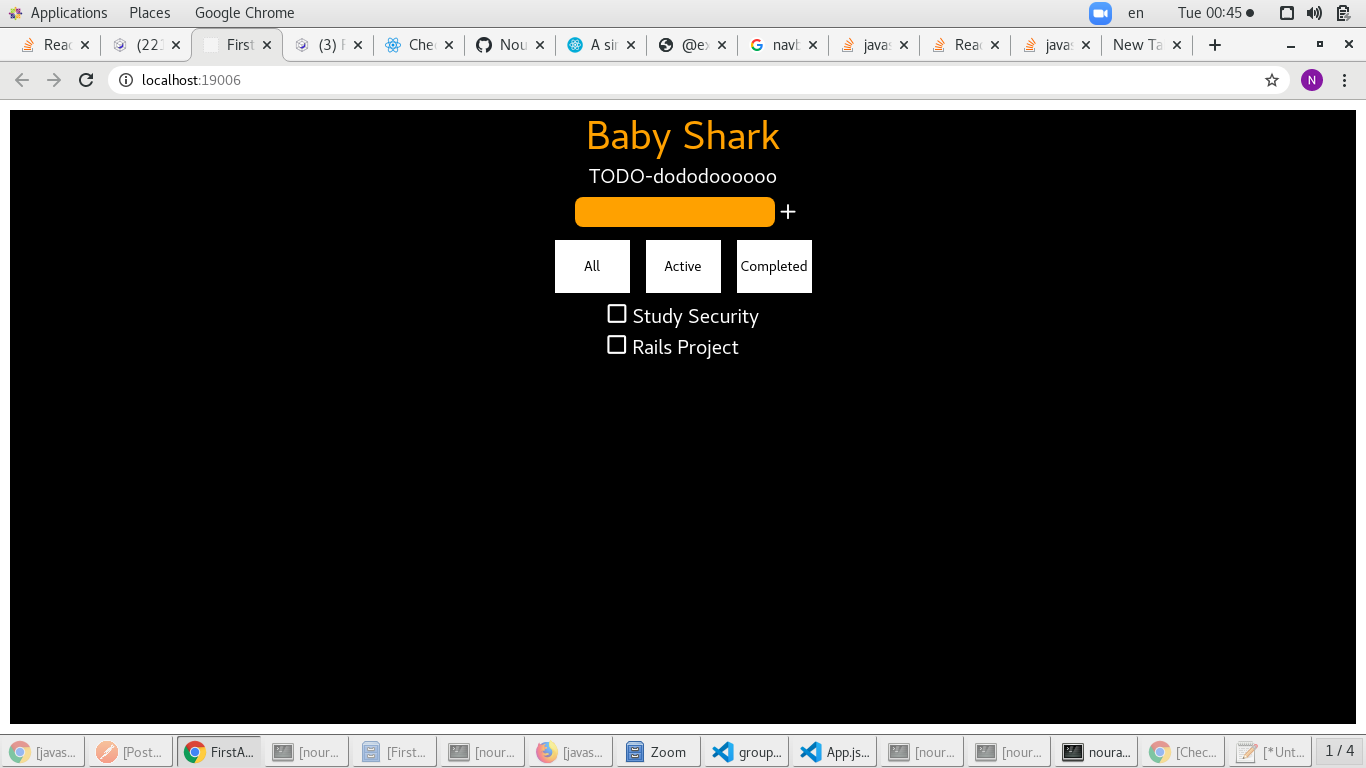 Applications Places Google Chrome en Tue 00:45
Reac (221 First (3) F Chec Nou A sin @ex navb javas Reac javas New Ta
localhost:19006 N
Baby Shark
TODO-dododoooooo
+
All Active Completed
Study Security
Rails Project
[javas... [Post... FirstA... [nour... [First... [nour... [javas... Zoom group... App.js... [nour... [nour... noura... [Chec... [*Unt... 1 / 4